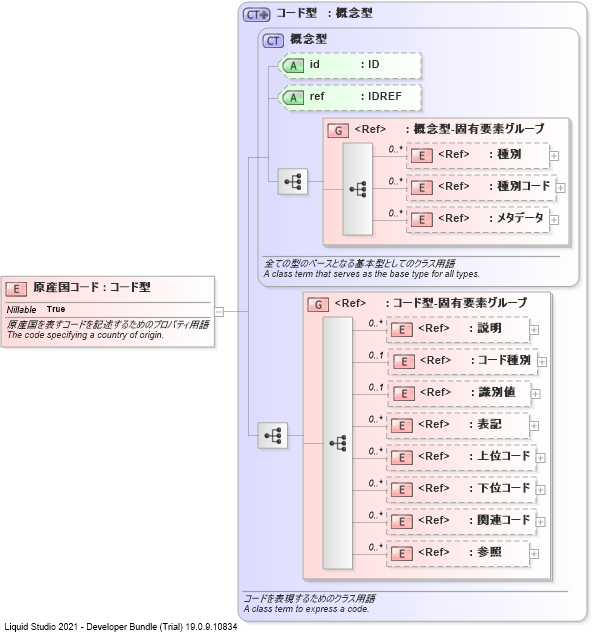 CT コード型 : 概念型
CT 概念型
A id : ID
A ref : IDREF
G <Ref> : 概念型-固有要素グループ
0..* E <Ref> : 種別
0..* E <Ref> : 種別コード
0..* E <Ref> : メタデータ
全ての型のベースとなる基本型としてのクラス用語
A class term that serves as the base type for all types.
E 原産国コード : コード型
Nillable True
原産国を表すコードを記述するためのプロパティ用語
The code specifying a country of origin.
G <Ref> : コード型-固有要素グループ
0..* E <Ref> : 説明
0..1 E <Ref> : コード種別
0..1 E <Ref> : 識別値
0..* E <Ref> : 表記
0..* E <Ref> : 上位コード
0..* E <Ref> : 下位コード
0..* E <Ref> : 関連コード
0..* E <Ref> : 参照
コードを表現するためのクラス用語
A class term to express a code.
Liquid Studio 2021 - Developer Bundle (Trial) 19.0.9.10834